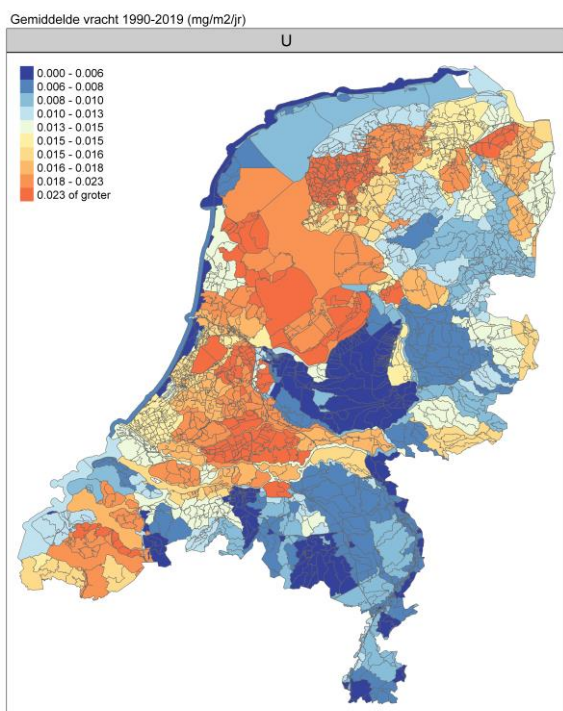 Gemiddelde vracht 1990-2019 (mg/m2/jr)
U
0.000 - 0.006
0.006 - 0.008
0.008 - 0.010
0.010 - 0.013
0.013 - 0.015
0.015 - 0.015
0.015 - 0.016
0.016 - 0.018
0.018 - 0.023
0.023 of groter